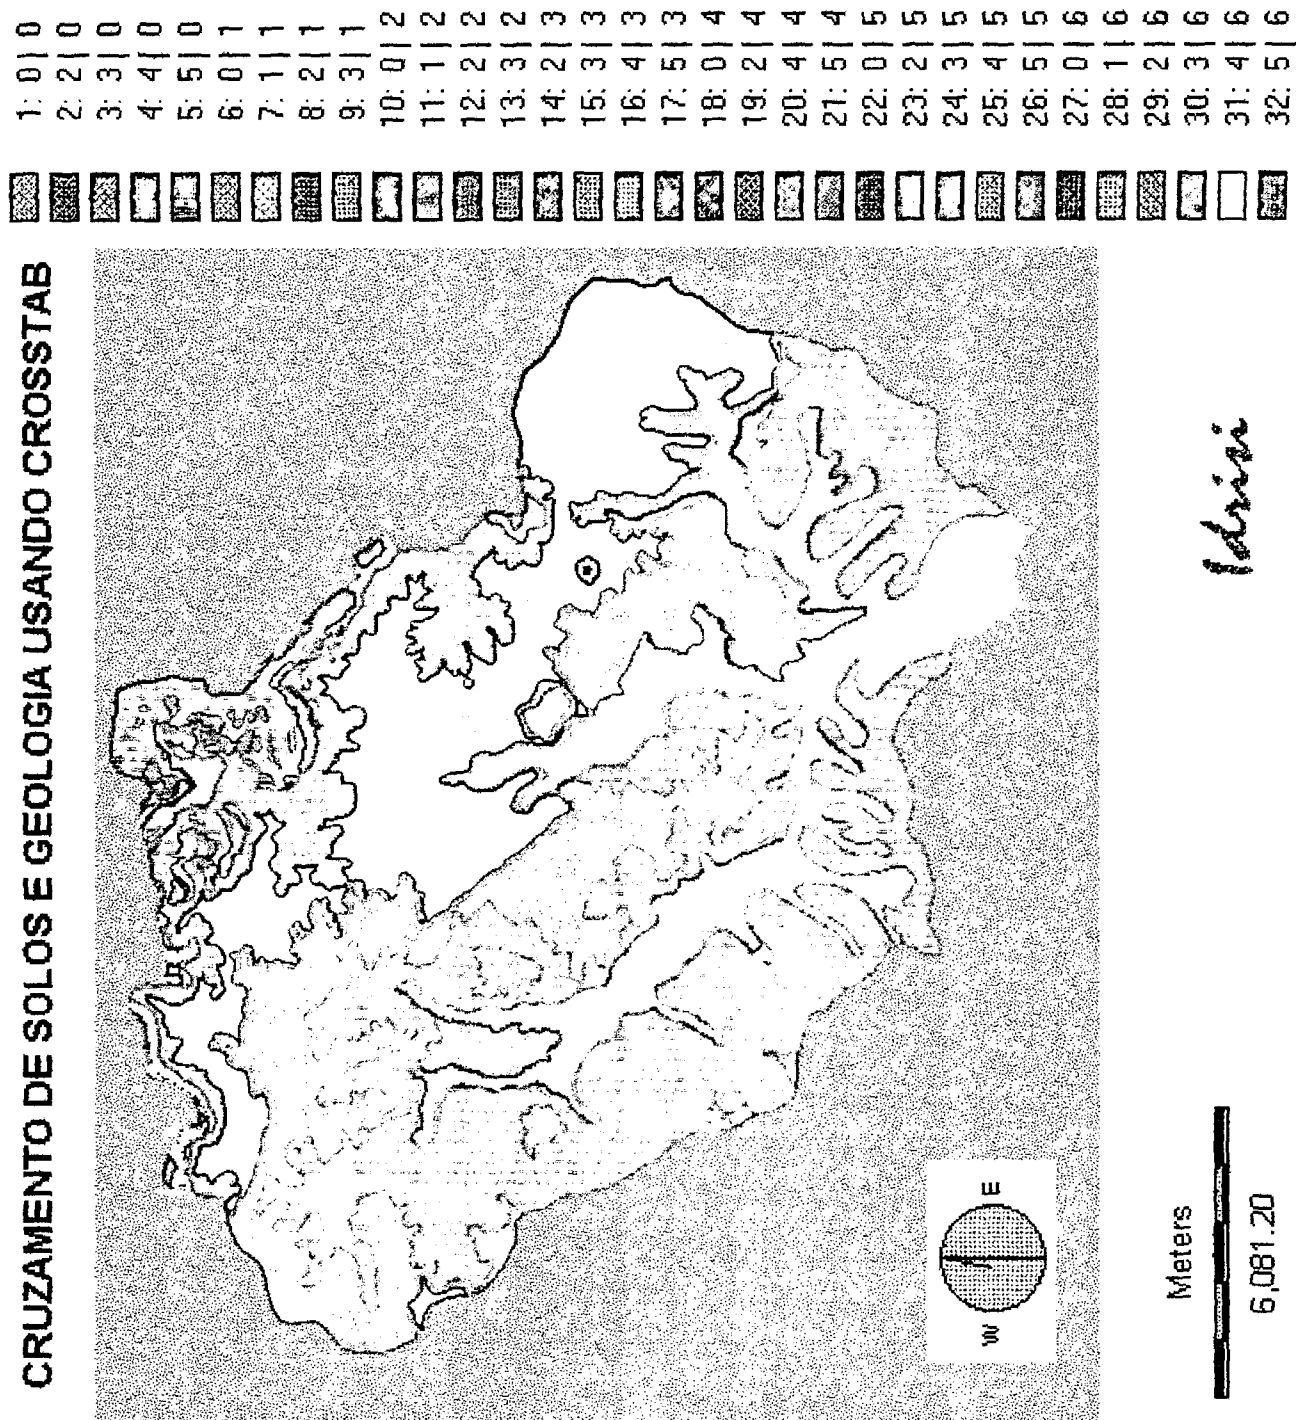 CRUZAMENTO DE SOLOS E GEOLOGIA USANDO CROSSTAB
1: 0 | 0
2: 2 | 0
3: 3 | 0
4: 4 | 0
5: 5 | 0
6: 0 | 1
7: 1 | 1
8: 2 | 1
9: 3 | 1
10: 0 | 2
11: 1 | 2
12: 2 | 2
13: 3 | 2
14: 2 | 3
15: 3 | 3
16: 4 | 3
17: 5 | 3
18: 0 | 4
19: 2 | 4
20: 4 | 4
21: 5 | 4
22: 0 | 5
23: 2 | 5
24: 3 | 5
25: 4 | 5
26: 5 | 5
27: 0 | 6
28: 1 | 6
29: 2 | 6
30: 3 | 6
31: 4 | 6
32: 5 | 6
W E
Meters
6,081.20
Idrisi